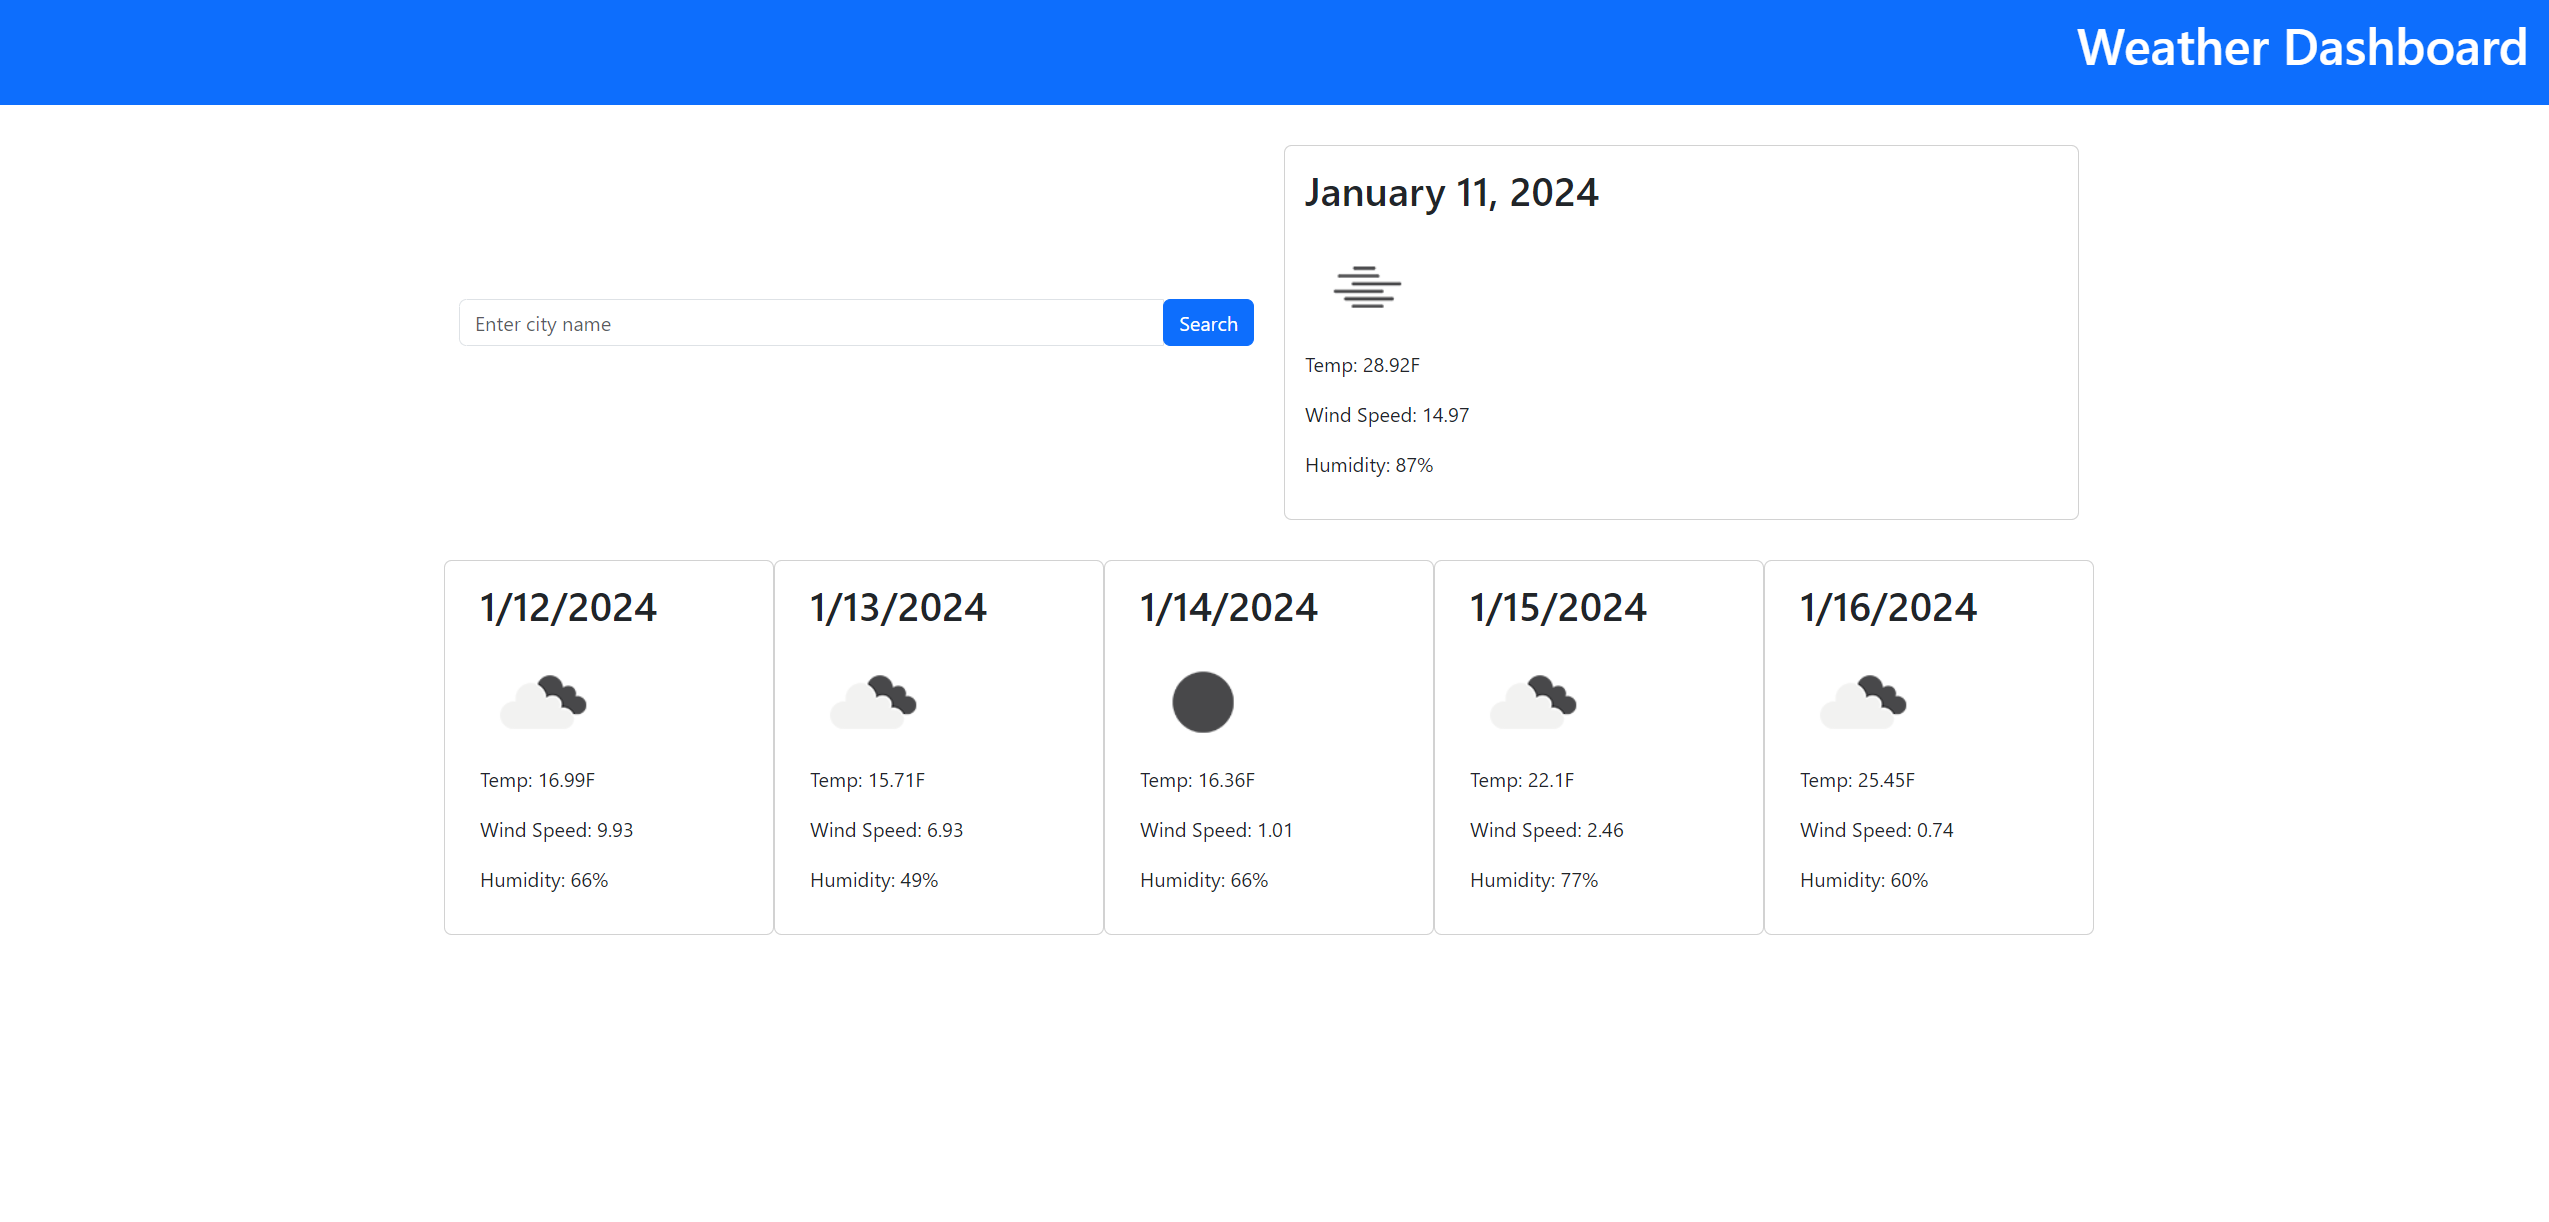 Weather Dashboard
Enter city name
Search
January 11, 2024
Temp: 28.92F
Wind Speed: 14.97
Humidity: 87%
1/12/2024
Temp: 16.99F
Wind Speed: 9.93
Humidity: 66%
1/13/2024
Temp: 15.71F
Wind Speed: 6.93
Humidity: 49%
1/14/2024
Temp: 16.36F
Wind Speed: 1.01
Humidity: 66%
1/15/2024
Temp: 22.1F
Wind Speed: 2.46
Humidity: 77%
1/16/2024
Temp: 25.45F
Wind Speed: 0.74
Humidity: 60%